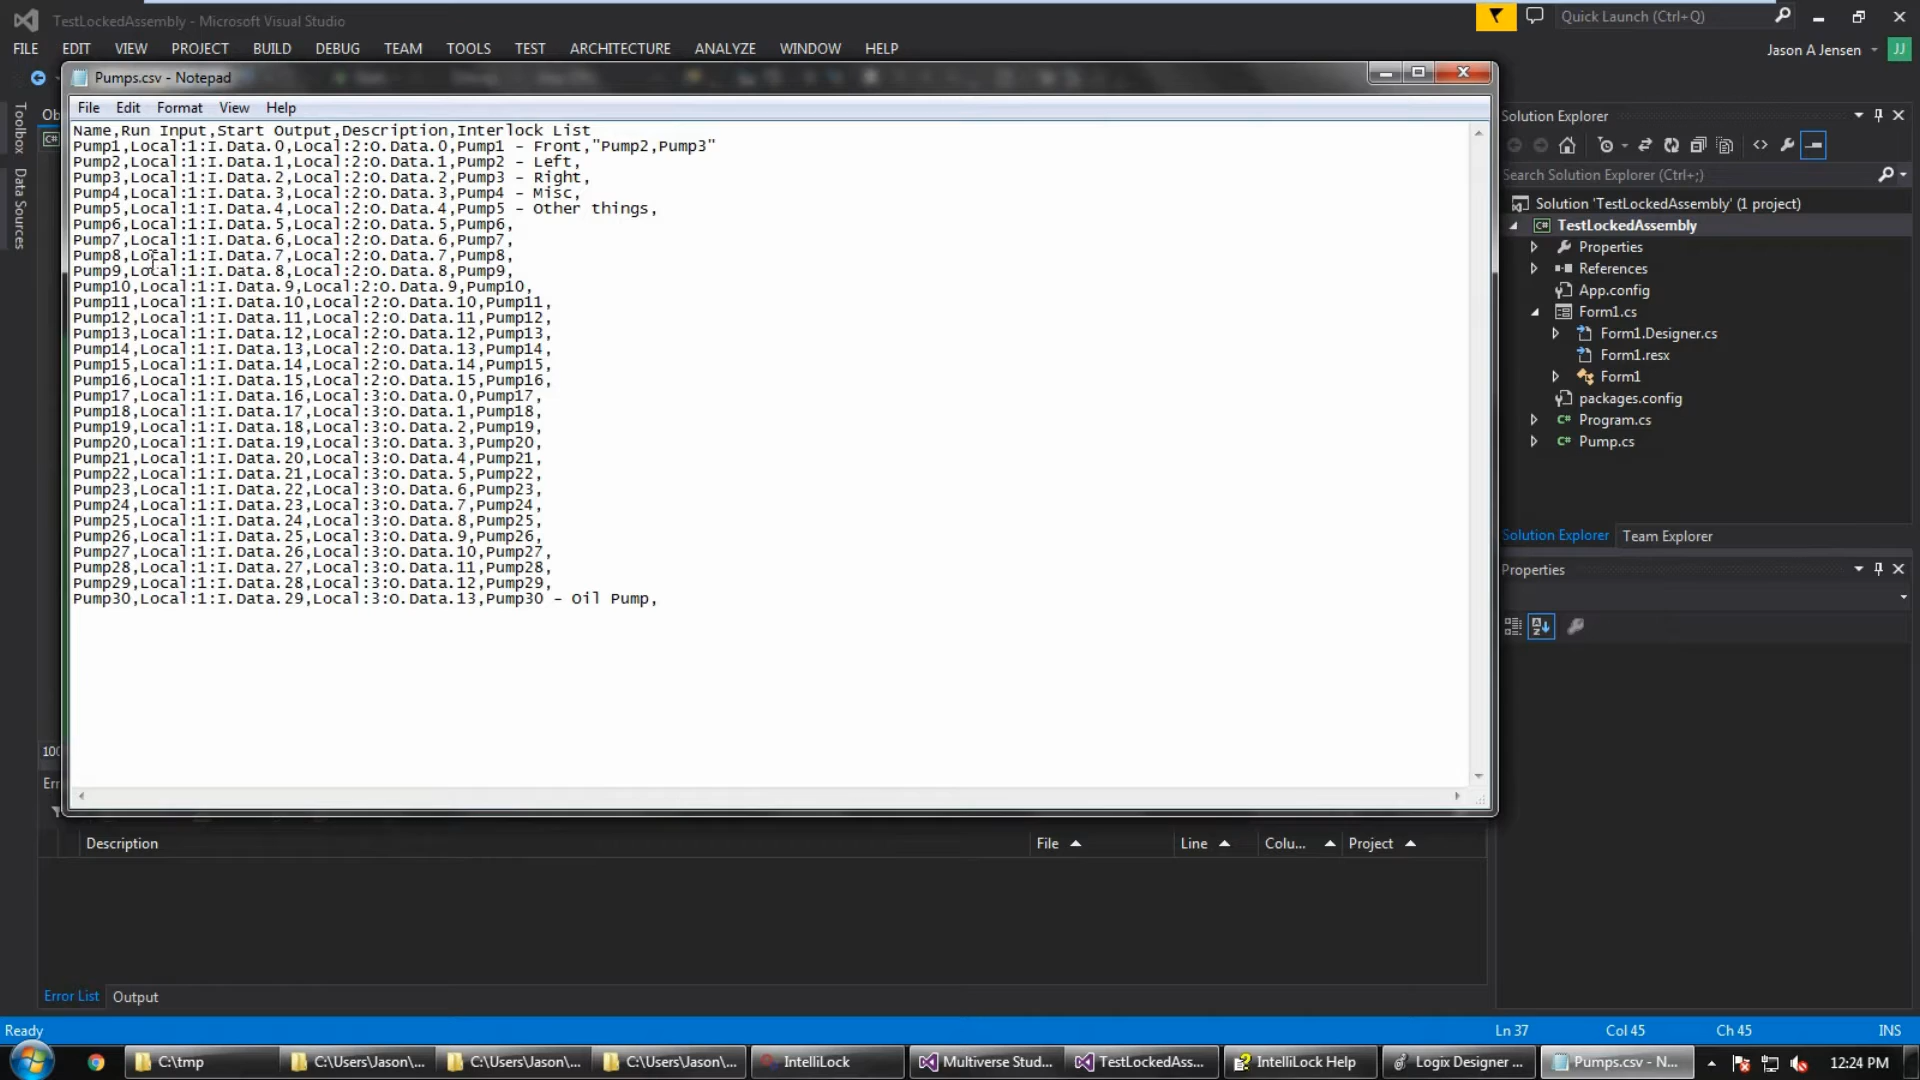 TestLockedAssembly - Microsoft Visual Studio
Quick Launch (Ctrl+Q)
FILE EDIT VIEW PROJECT BUILD DEBUG TEAM TOOLS TEST ARCHITECTURE ANALYZE WINDOW HELP
Jason A Jensen JJ
Pumps.csv - Notepad
File Edit Format View Help
Name,Run Input,Start Output,Description,Interlock List
Pump1,Local:1:I.Data.0,Local:2:O.Data.0,Pump1 - Front,"Pump2,Pump3"
Pump2,Local:1:I.Data.1,Local:2:O.Data.1,Pump2 - Left,
Pump3,Local:1:I.Data.2,Local:2:O.Data.2,Pump3 - Right,
Pump4,Local:1:I.Data.3,Local:2:O.Data.3,Pump4 - Misc,
Pump5,Local:1:I.Data.4,Local:2:O.Data.4,Pump5 - Other things,
Pump6,Local:1:I.Data.5,Local:2:O.Data.5,Pump6,
Pump7,Local:1:I.Data.6,Local:2:O.Data.6,Pump7,
Pump8,Local:1:I.Data.7,Local:2:O.Data.7,Pump8,
Pump9,Local:1:I.Data.8,Local:2:O.Data.8,Pump9,
Pump10,Local:1:I.Data.9,Local:2:O.Data.9,Pump10,
Pump11,Local:1:I.Data.10,Local:2:O.Data.10,Pump11,
Pump12,Local:1:I.Data.11,Local:2:O.Data.11,Pump12,
Pump13,Local:1:I.Data.12,Local:2:O.Data.12,Pump13,
Pump14,Local:1:I.Data.13,Local:2:O.Data.13,Pump14,
Pump15,Local:1:I.Data.14,Local:2:O.Data.14,Pump15,
Pump16,Local:1:I.Data.15,Local:2:O.Data.15,Pump16,
Pump17,Local:1:I.Data.16,Local:3:O.Data.0,Pump17,
Pump18,Local:1:I.Data.17,Local:3:O.Data.1,Pump18,
Pump19,Local:1:I.Data.18,Local:3:O.Data.2,Pump19,
Pump20,Local:1:I.Data.19,Local:3:O.Data.3,Pump20,
Pump21,Local:1:I.Data.20,Local:3:O.Data.4,Pump21,
Pump22,Local:1:I.Data.21,Local:3:O.Data.5,Pump22,
Pump23,Local:1:I.Data.22,Local:3:O.Data.6,Pump23,
Pump24,Local:1:I.Data.23,Local:3:O.Data.7,Pump24,
Pump25,Local:1:I.Data.24,Local:3:O.Data.8,Pump25,
Pump26,Local:1:I.Data.25,Local:3:O.Data.9,Pump26,
Pump27,Local:1:I.Data.26,Local:3:O.Data.10,Pump27,
Pump28,Local:1:I.Data.27,Local:3:O.Data.11,Pump28,
Pump29,Local:1:I.Data.28,Local:3:O.Data.12,Pump29,
Pump30,Local:1:I.Data.29,Local:3:O.Data.13,Pump30 - Oil Pump,
Toolbox
Data Sources
Ob
100
Err
Solution Explorer
Search Solution Explorer (Ctrl+;)
Solution 'TestLockedAssembly' (1 project)
TestLockedAssembly
Properties
References
App.config
Form1.cs
Form1.Designer.cs
Form1.resx
Form1
packages.config
Program.cs
Pump.cs
Solution Explorer Team Explorer
Properties
Description File Line Colu... Project
Error List Output
Ready Ln 37 Col 45 Ch 45 INS
C:\tmp C:\Users\Jason... C:\Users\Jason... C:\Users\Jason... IntelliLock Multiverse Stud... TestLockedAss... IntelliLock Help Logix Designer ... Pumps.csv - N... 12:24 PM